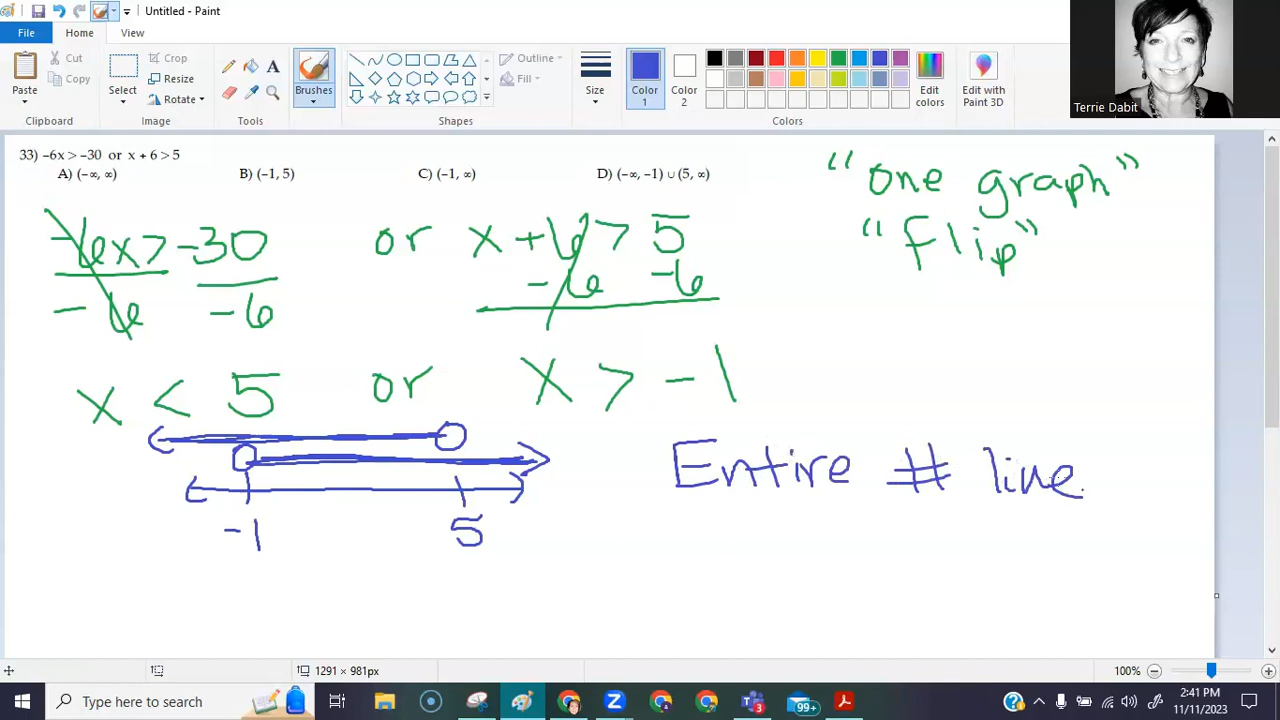 Untitled - Paint
File Home View
Paste Cut Copy Clipboard
Select Crop Resize Rotate Image
Tools
Brushes
Outline Fill Shapes
Size
Color 1 Color 2 Edit colors Edit with Paint 3D Colors
Terrie Dabit
33) -6x > -30 or x + 6 > 5
A) (-∞, ∞) B) (-1, 5) C) (-1, ∞) D) (-∞, -1) ∪ (5, ∞)
"one graph"
"flip"
-6x > -30 or x + 6 > 5
-6 -6 -6 -6
x < 5 or x > -1
Entire # line
-1 5
1291 × 981px 100%
Type here to search 3 99+ 2:41 PM
11/11/2023